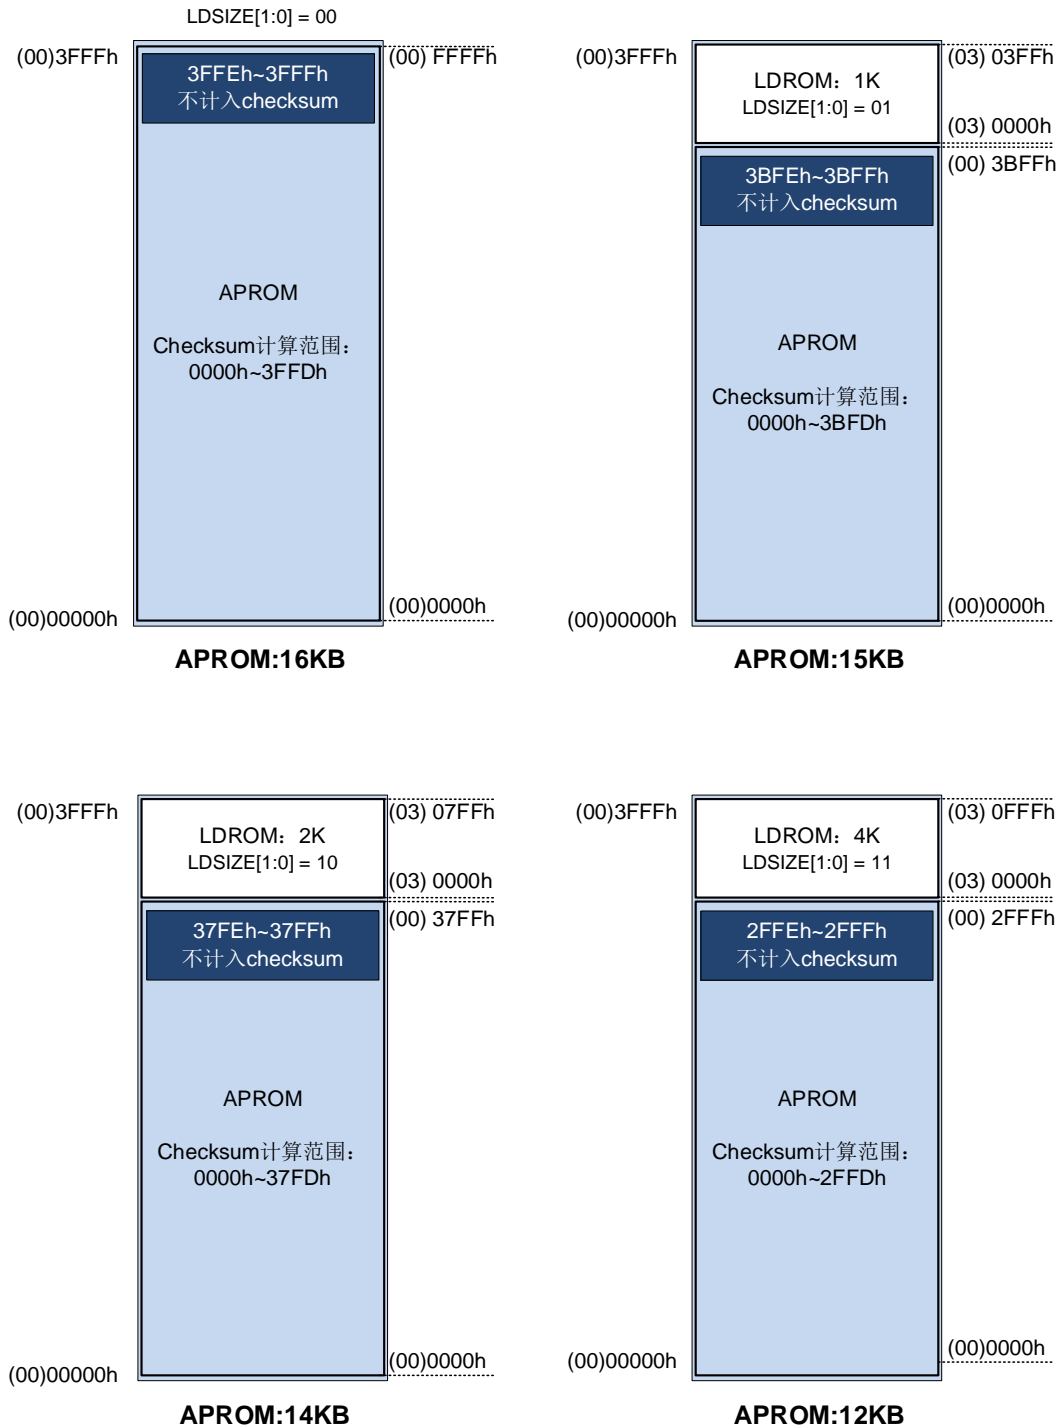 LDSIZE[1:0] = 00
(00)3FFFh
(00) FFFFh
3FFEh~3FFFh
不计入checksum
APROM
Checksum计算范围：
0000h~3FFDh
(00)00000h
(00)0000h
APROM:16KB
(00)3FFFh
(03) 03FFh
LDROM：1K
LDSIZE[1:0] = 01
(03) 0000h
(00) 3BFFh
3BFEh~3BFFh
不计入checksum
APROM
Checksum计算范围：
0000h~3BFDh
(00)00000h
(00)0000h
APROM:15KB
(00)3FFFh
(03) 07FFh
LDROM：2K
LDSIZE[1:0] = 10
(03) 0000h
(00) 37FFh
37FEh~37FFh
不计入checksum
APROM
Checksum计算范围：
0000h~37FDh
(00)00000h
(00)0000h
APROM:14KB
(00)3FFFh
(03) 0FFFh
LDROM：4K
LDSIZE[1:0] = 11
(03) 0000h
(00) 2FFFh
2FFEh~2FFFh
不计入checksum
APROM
Checksum计算范围：
0000h~2FFDh
(00)00000h
(00)0000h
APROM:12KB